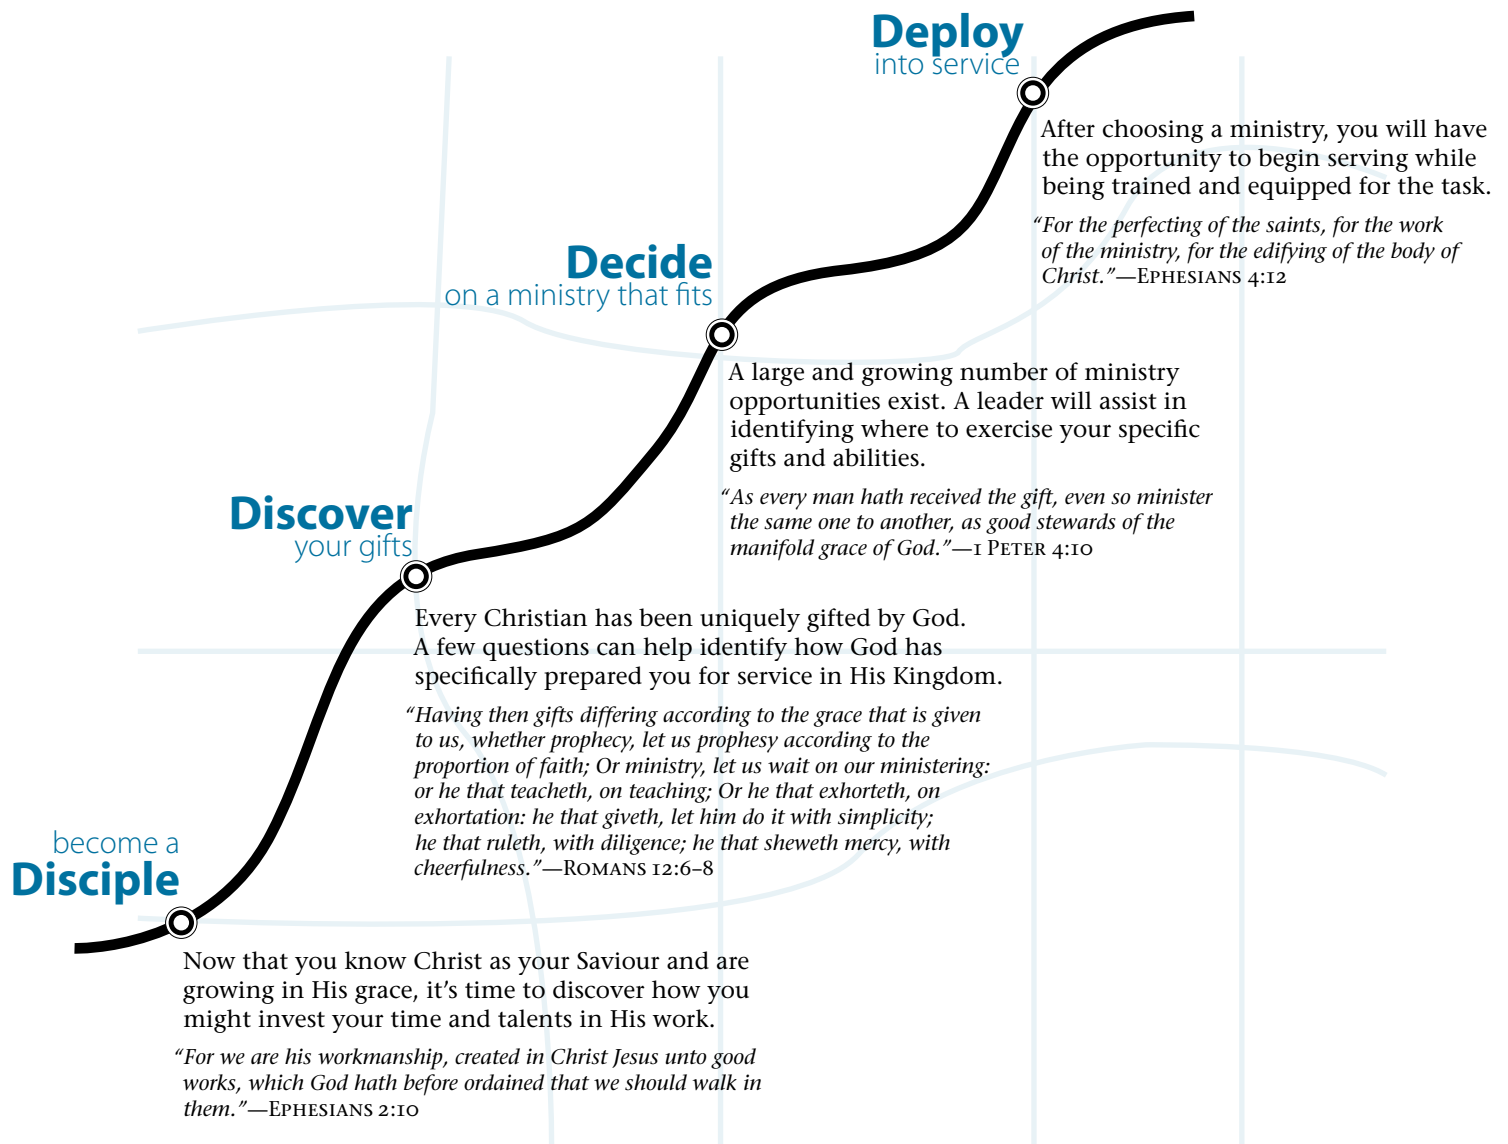 Deploy
into service
After choosing a ministry, you will have
the opportunity to begin serving while
being trained and equipped for the task.
“For the perfecting of the saints, for the work
of the ministry, for the edifying of the body of
Christ.”—Ephesians 4:12
Decide
on a ministry that fits
A large and growing number of ministry
opportunities exist. A leader will assist in
identifying where to exercise your specific
gifts and abilities.
“As every man hath received the gift, even so minister
the same one to another, as good stewards of the
manifold grace of God.”—1 Peter 4:10
Discover
your gifts
Every Christian has been uniquely gifted by God.
A few questions can help identify how God has
specifically prepared you for service in His Kingdom.
“Having then gifts differing according to the grace that is given
to us, whether prophecy, let us prophesy according to the
proportion of faith; Or ministry, let us wait on our ministering:
or he that teacheth, on teaching; Or he that exhorteth, on
exhortation: he that giveth, let him do it with simplicity;
he that ruleth, with diligence; he that sheweth mercy, with
cheerfulness.”—Romans 12:6–8
become a
Disciple
Now that you know Christ as your Saviour and are
growing in His grace, it’s time to discover how you
might invest your time and talents in His work.
“For we are his workmanship, created in Christ Jesus unto good
works, which God hath before ordained that we should walk in
them.”—Ephesians 2:10